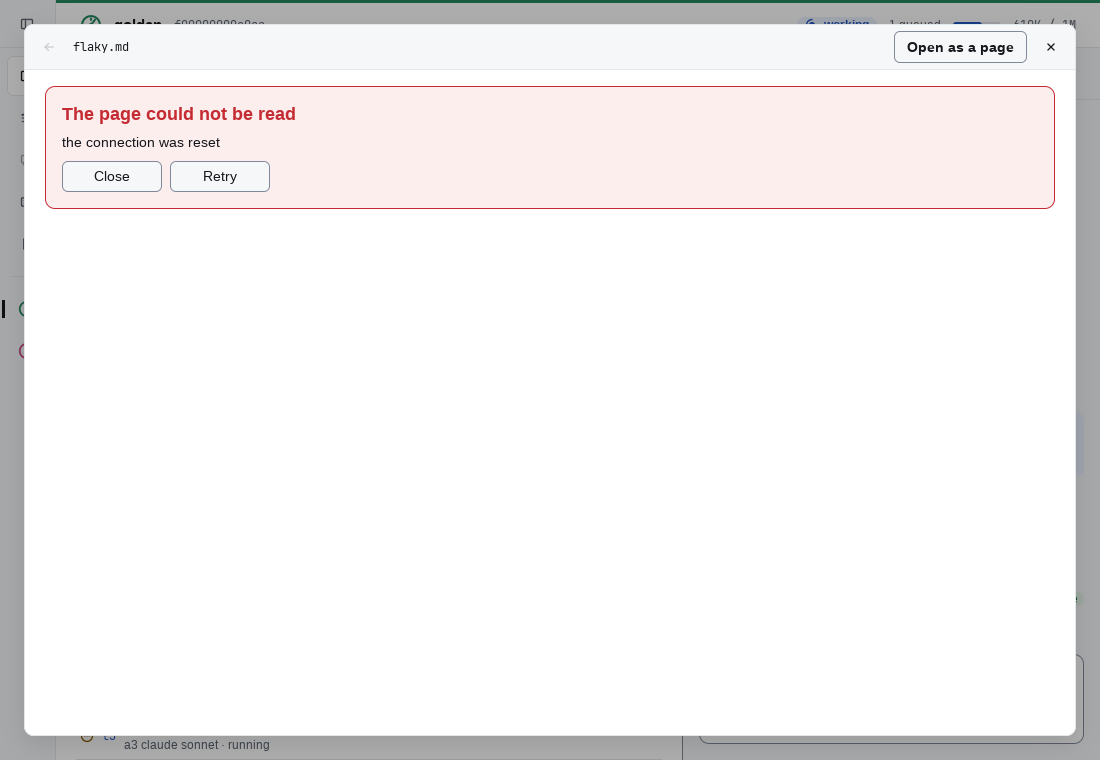 flaky.md
Open as a page
The page could not be read
the connection was reset
Close
Retry
a3 claude sonnet · running